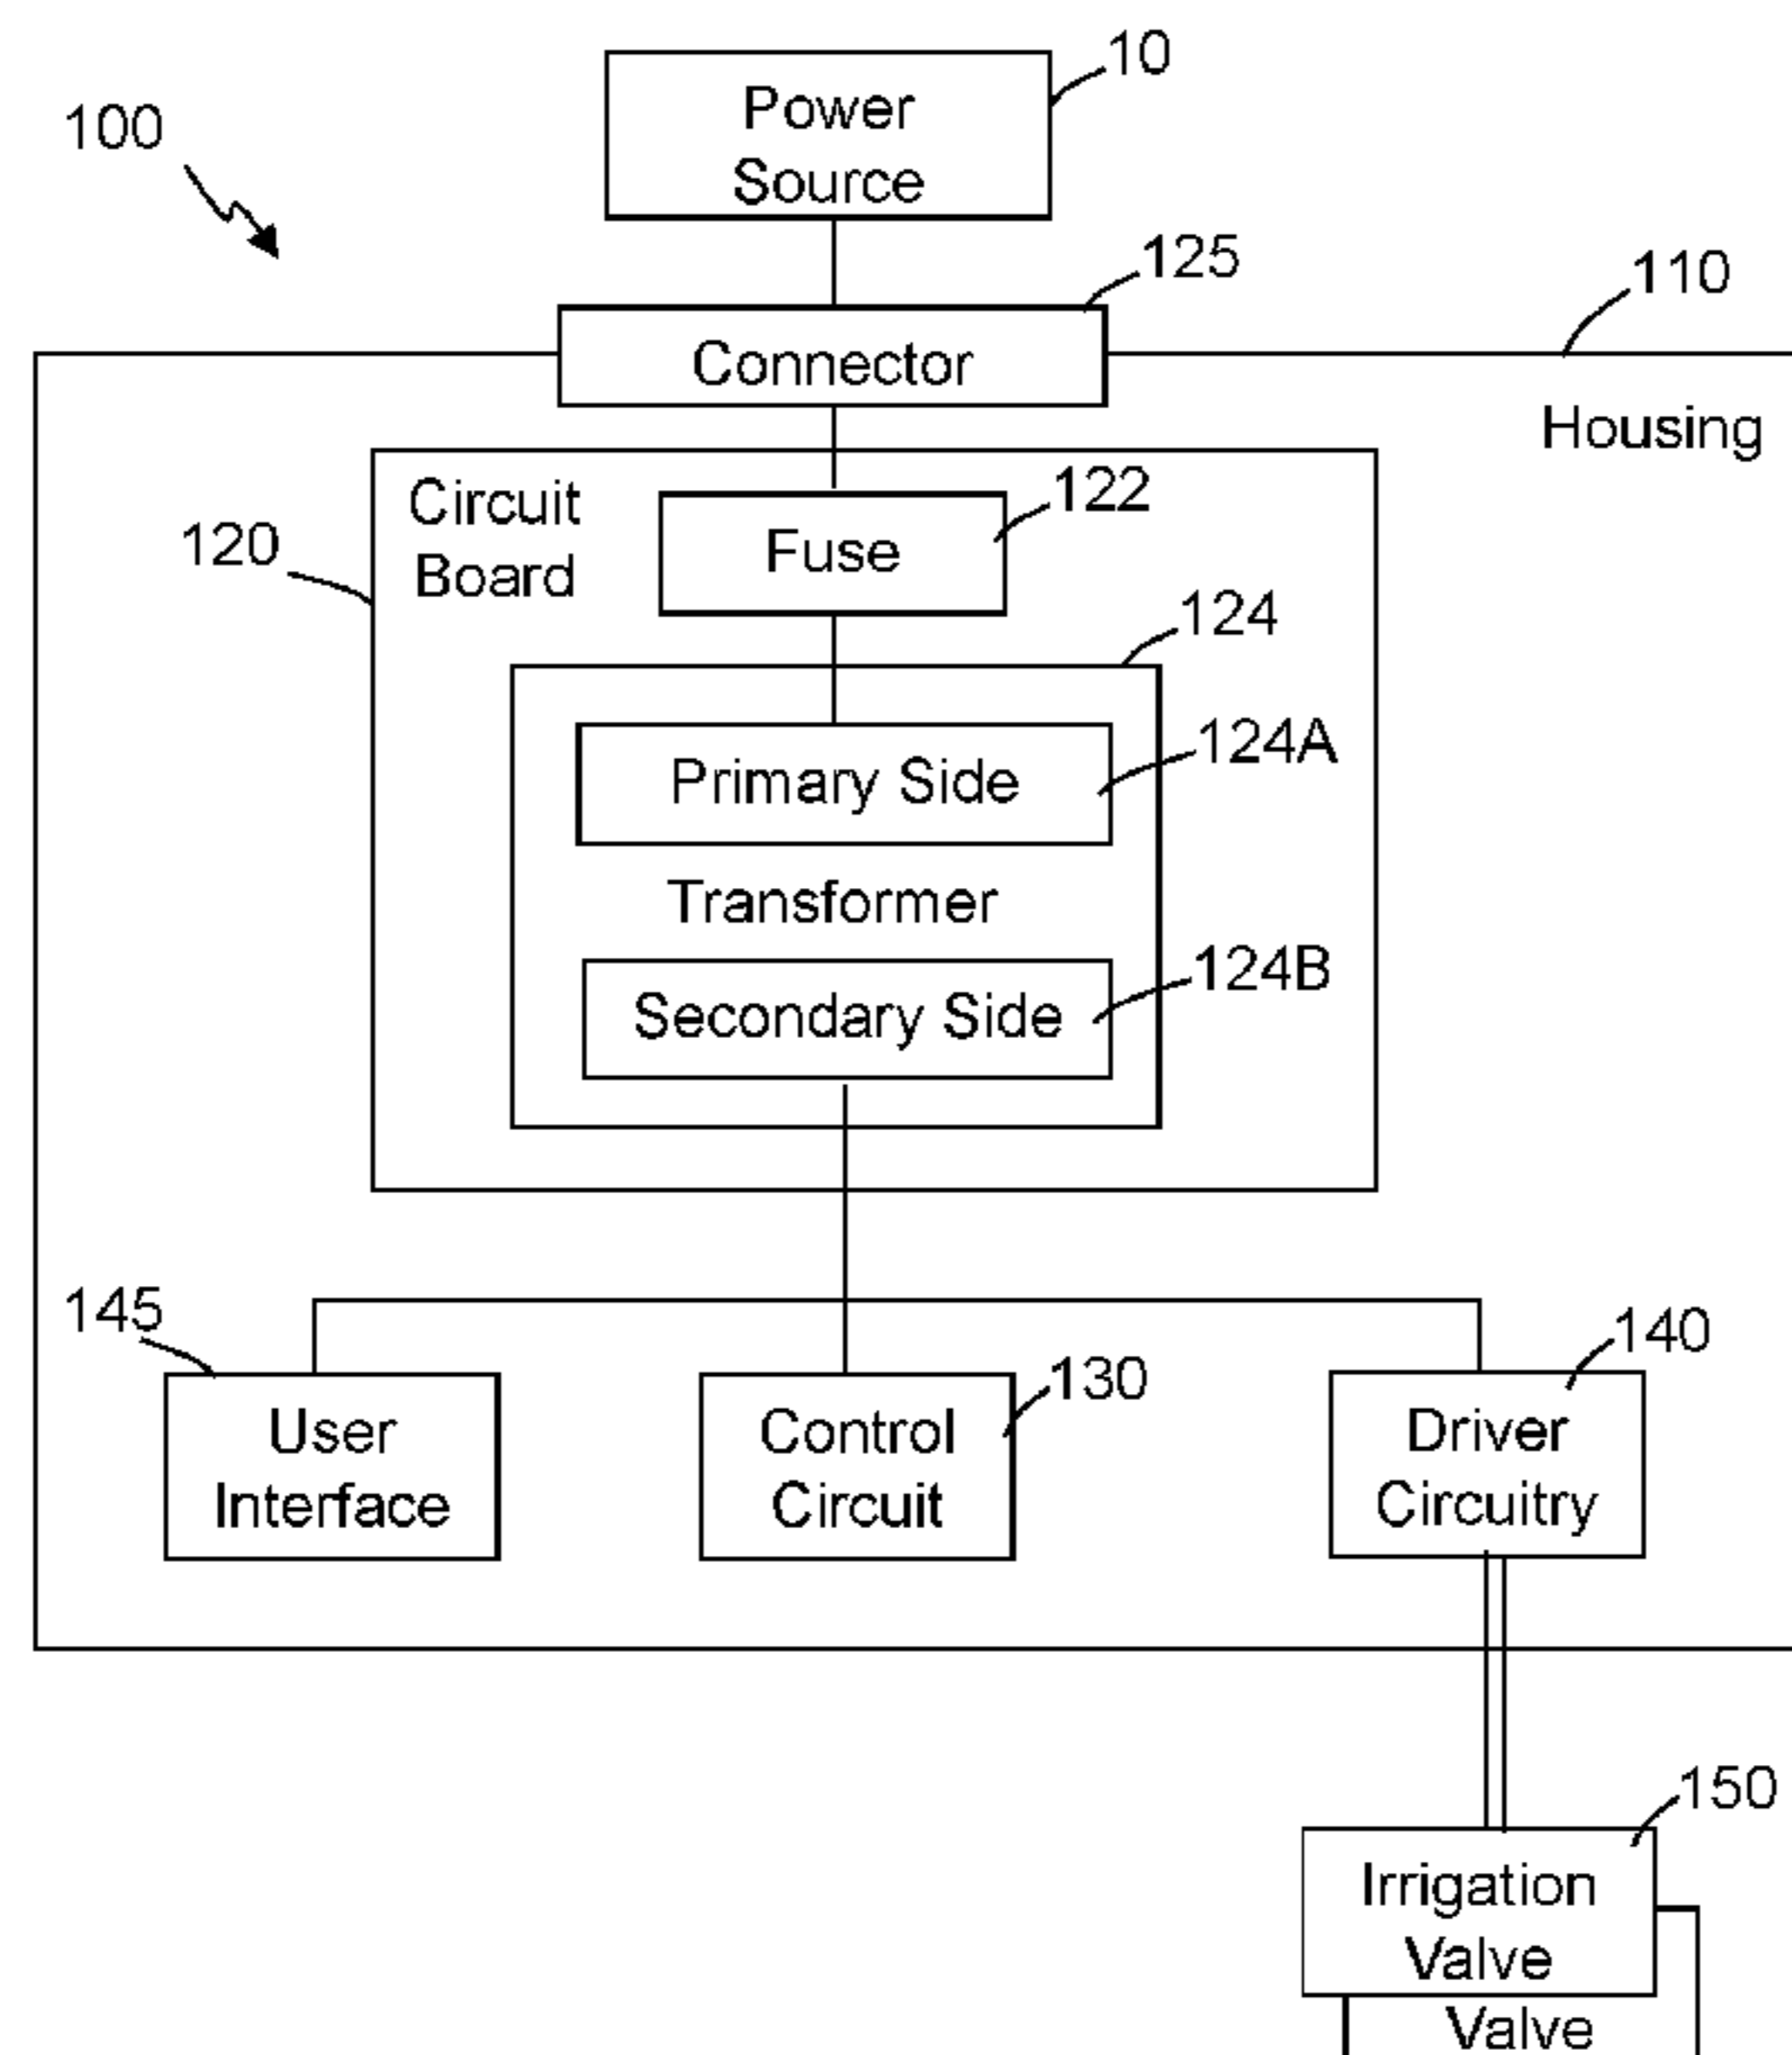 10
Power
Source
100
125
110
Connector
Housing
Circuit
Board
122
120
Fuse
124
124A
Primary Side
Transformer
124B
Secondary Side
145
140
130
User
Interface
Control
Circuit
Driver
Circuitry
150
Irrigation
Valve
Valve